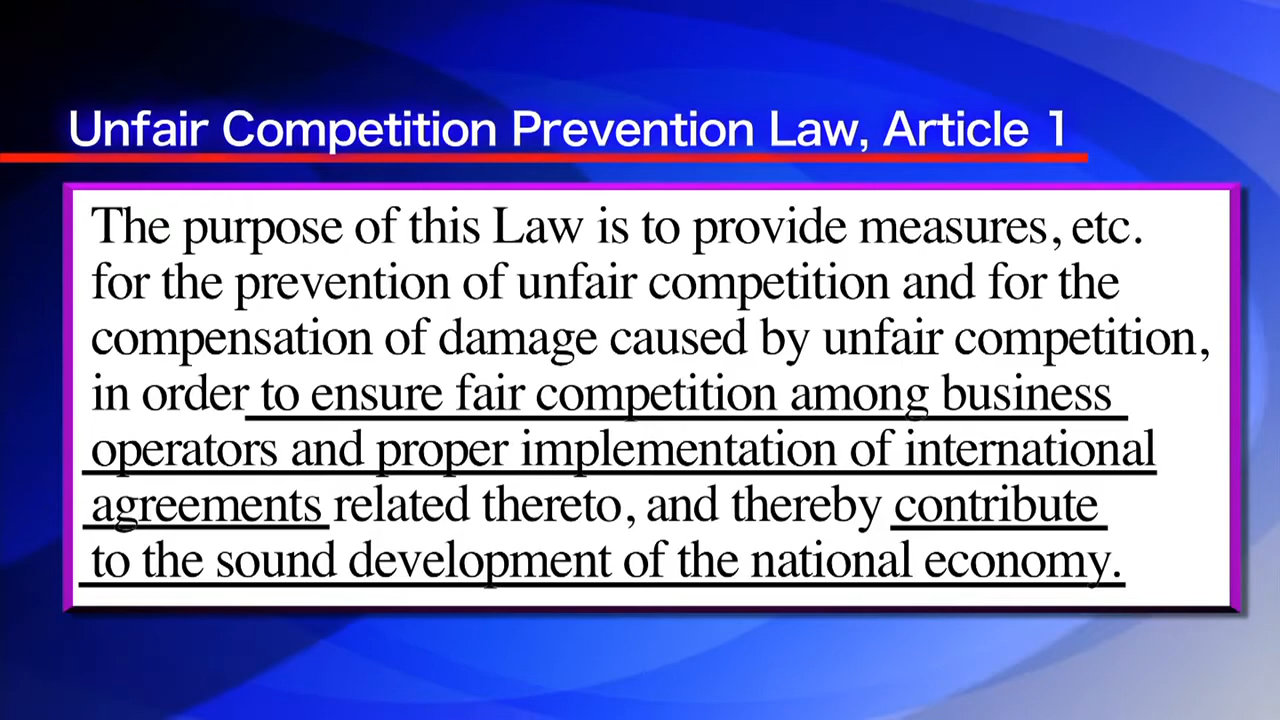 Unfair Competition Prevention Law, Article 1
The purpose of this Law is to provide measures, etc.
for the prevention of unfair competition and for the
compensation of damage caused by unfair competition,
in order to ensure fair competition among business
operators and proper implementation of international
agreements related thereto, and thereby contribute
to the sound development of the national economy.